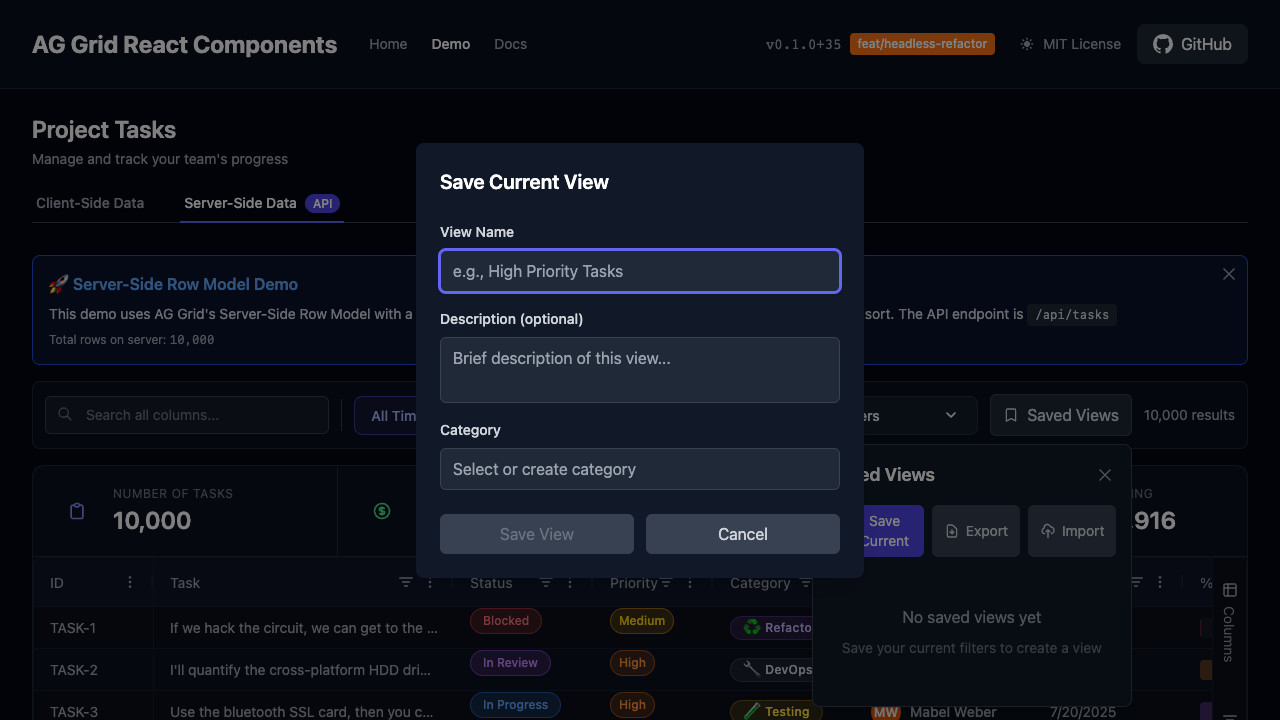 AG Grid React Components
Home
Demo
Docs
v0.1.0+35
feat/headless-refactor
MIT License
GitHub
Project Tasks
Manage and track your team's progress
Client-Side Data
Server-Side Data
API
🚀 Server-Side Row Model Demo
This demo uses AG Grid's Server-Side Row Model with a
sort. The API endpoint is /api/tasks
Total rows on server: 10,000
Search all columns...
All Tim
ers
Saved Views
10,000 results
Save Current View
View Name
e.g., High Priority Tasks
Description (optional)
Brief description of this view...
Category
Select or create category
Save View
Cancel
ed Views
Save
Current
Export
Import
No saved views yet
Save your current filters to create a view
NUMBER OF TASKS
10,000
NG
.916
ID
Task
Status
Priority
Category
%
Columns
TASK-1
If we hack the circuit, we can get to the ...
Blocked
Medium
Refacto
TASK-2
I'll quantify the cross-platform HDD dri...
In Review
High
DevOps
TASK-3
Use the bluetooth SSL card, then you c...
In Progress
High
Testing
MW
Mabel Weber
7/20/2025